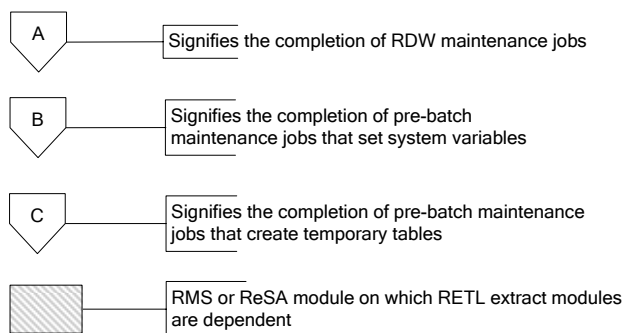 A
Signifies the completion of RDW maintenance jobs
B
Signifies the completion of pre-batch
maintenance jobs that set system variables
C
Signifies the completion of pre-batch maintenance
jobs that create temporary tables
RMS or ReSA module on which RETL extract modules
are dependent